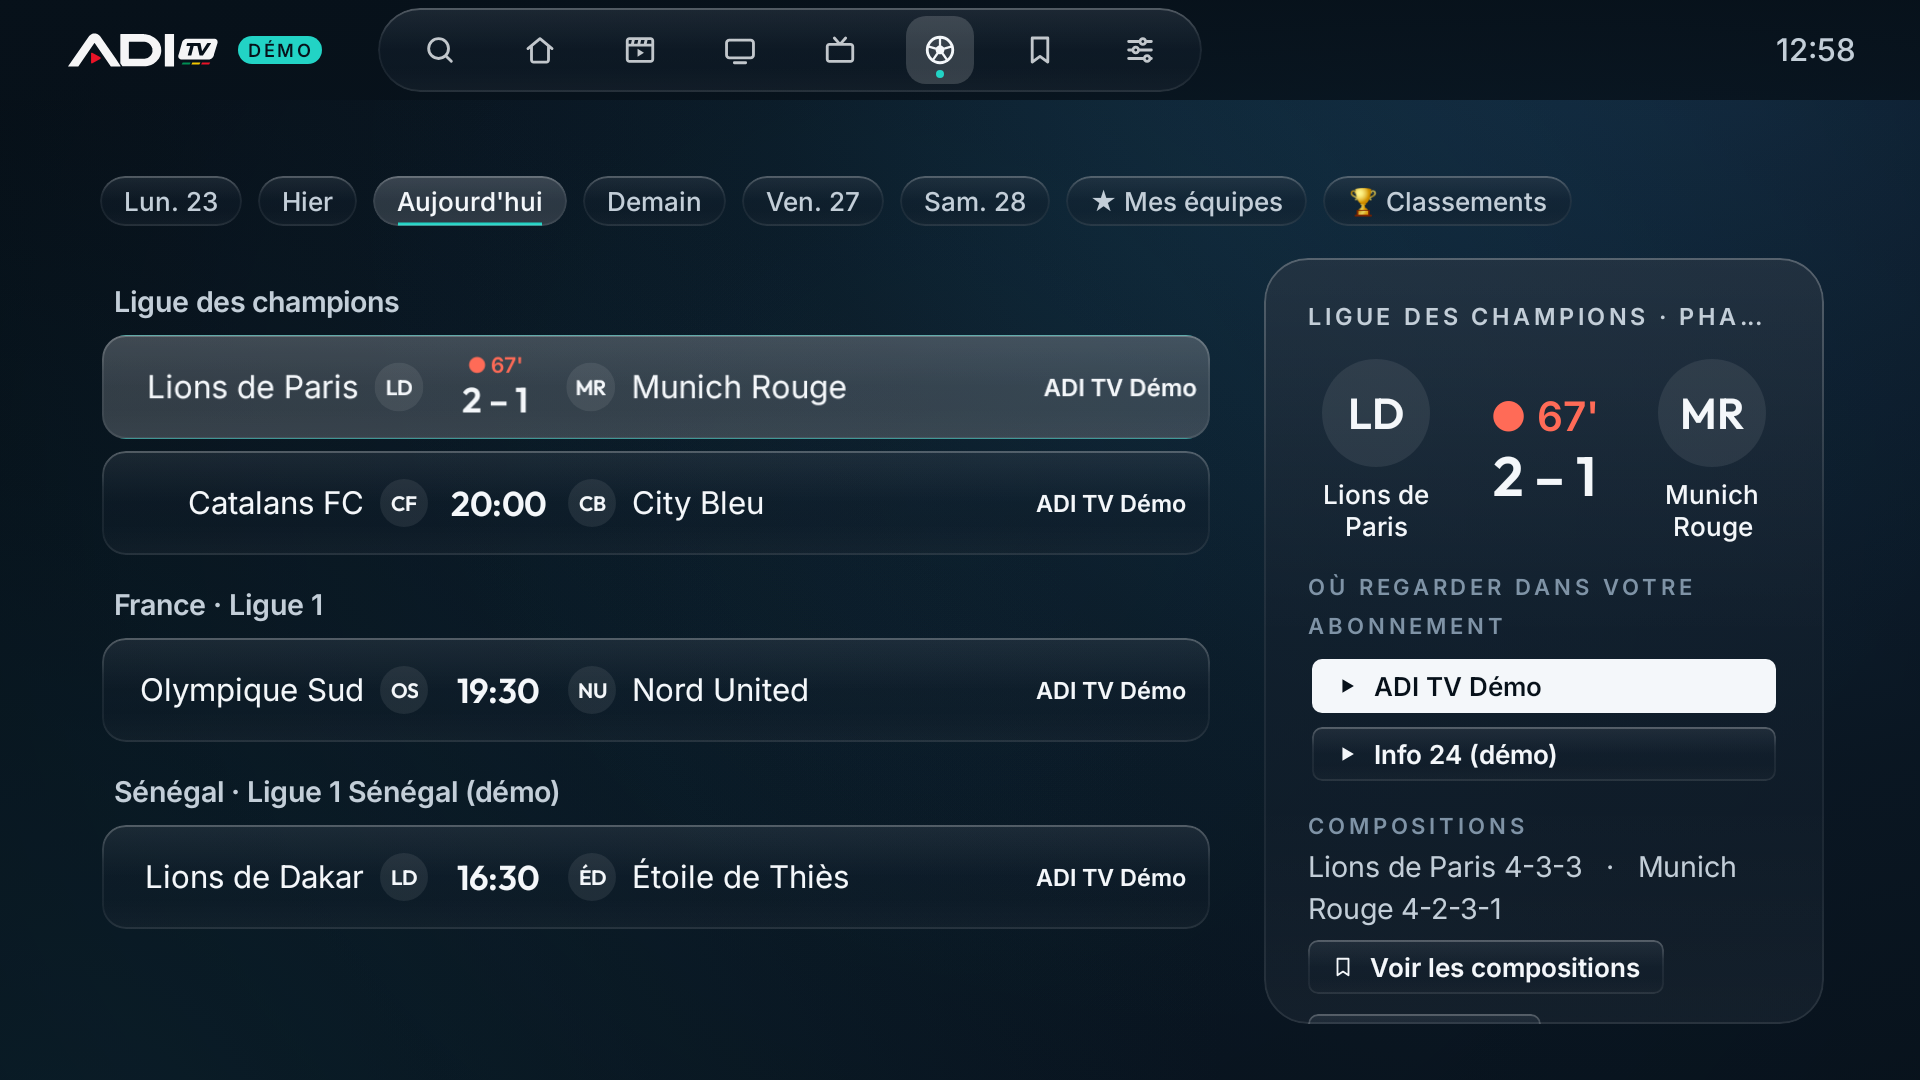 ADI TV DÉMO
12:58
Lun. 23 Hier Aujourd'hui Demain Ven. 27 Sam. 28 ★ Mes équipes 🏆 Classements
Ligue des champions
67'
Lions de Paris LD 2 – 1 MR Munich Rouge ADI TV Démo
Catalans FC CF 20:00 CB City Bleu ADI TV Démo
France · Ligue 1
Olympique Sud OS 19:30 NU Nord United ADI TV Démo
Sénégal · Ligue 1 Sénégal (démo)
Lions de Dakar LD 16:30 ÉD Étoile de Thiès ADI TV Démo
LIGUE DES CHAMPIONS · PHA...
LD 67' MR
2 – 1
Lions de Munich
Paris Rouge
OÙ REGARDER DANS VOTRE
ABONNEMENT
ADI TV Démo
Info 24 (démo)
COMPOSITIONS
Lions de Paris 4-3-3 · Munich
Rouge 4-2-3-1
Voir les compositions